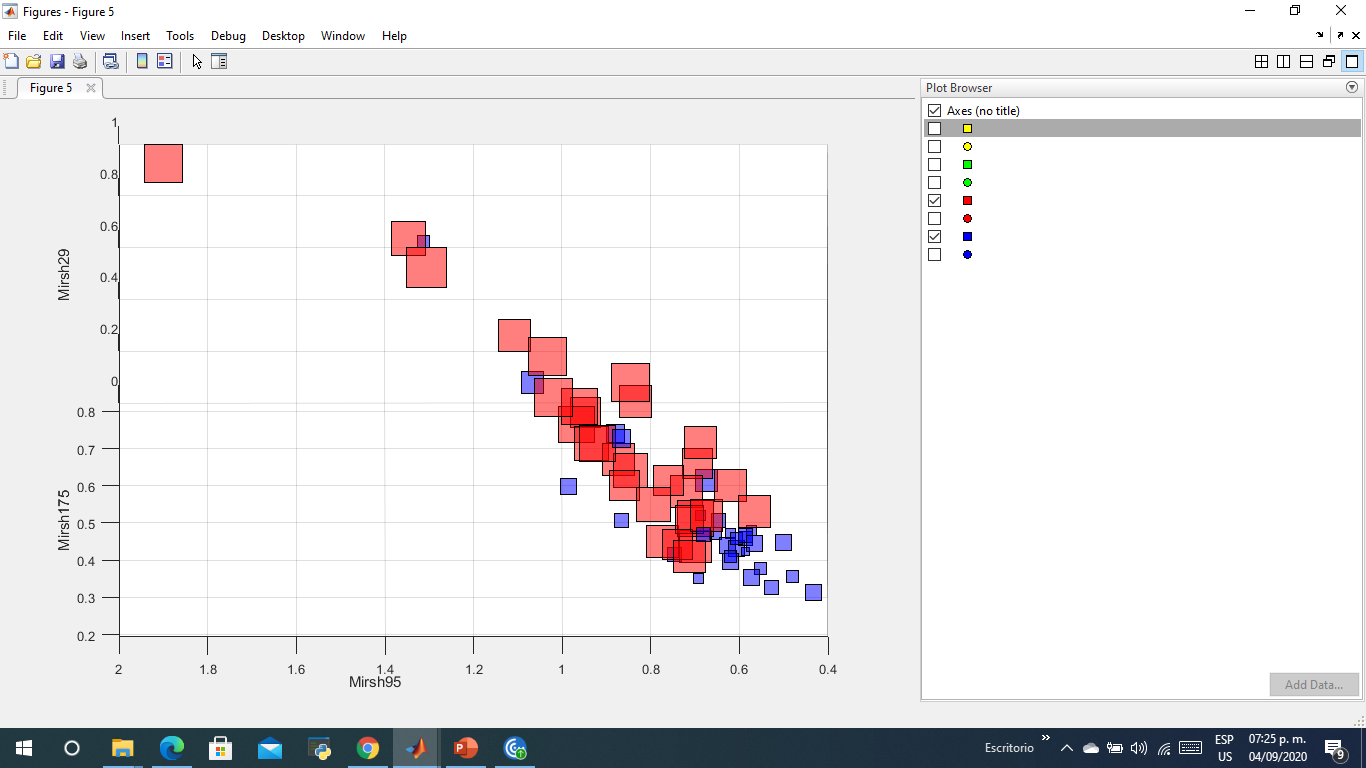 Figures - Figure 5
File Edit View Insert Tools Debug Desktop Window Help
Figure 5
Plot Browser
Axes (no title)
1
0.8
0.6
0.4
0.2
0
Mirsh29
0.8
0.7
0.6
0.5
0.4
0.3
0.2
Mirsh175
2 1.8 1.6 1.4 1.2 1 0.8 0.6 0.4
Mirsh95
Add Data...
Escritorio
ESP
US
07:25 p. m.
04/09/2020
9